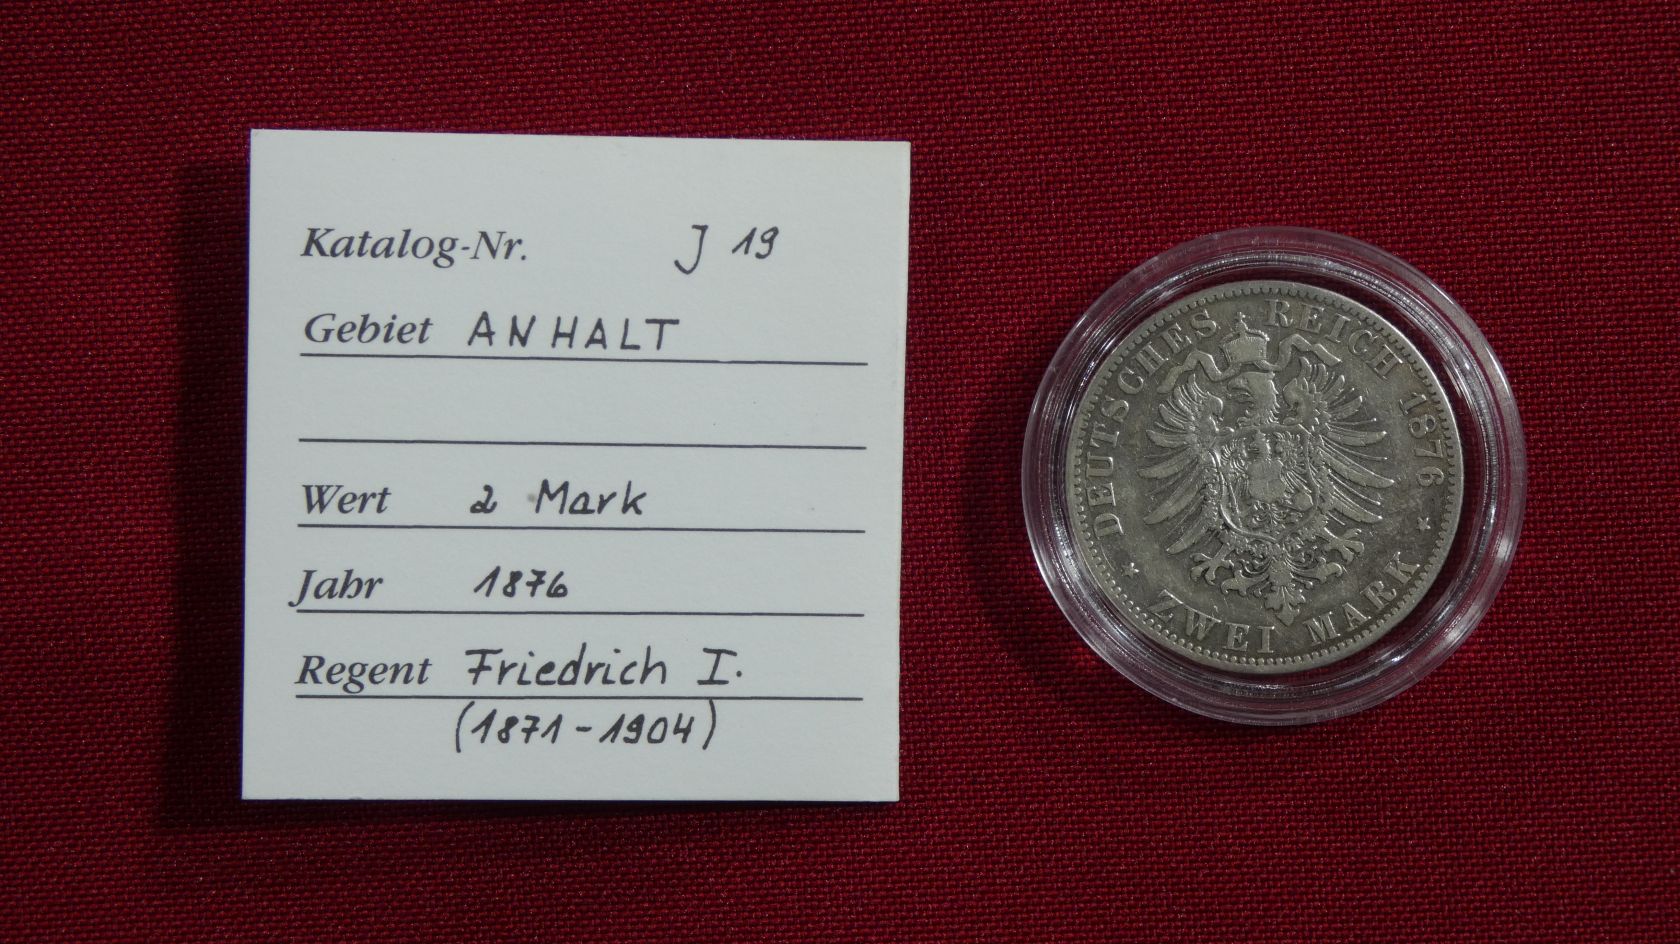 Katalog-Nr. J 19
Gebiet ANHALT
Wert 2 Mark
Jahr 1876
Regent Friedrich I.
(1871-1904)
DEUTSCHES REICH 1876
* ZWEI MARK *